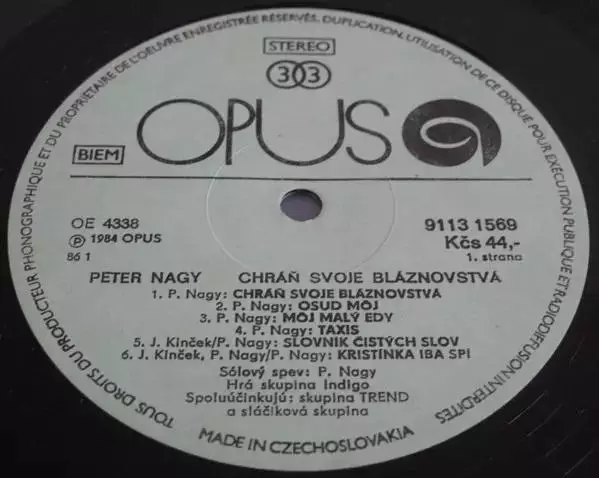 TOUS DROITS DU PRODUCTEUR PHONOGRAPHIQUE ET DU PROPRIETAIRE DE L'OEUVRE ENREGISTRÉE RÉSERVÉS. DUPLICATION, UTILISATION DE CE DISQUE POUR EXÉCUTION PUBLIQUE ET RADIODIFFUSION INTERDITES
STEREO
33
OPUS
BIEM
OE 4338
9113 1569
Ⓟ 1984 OPUS
Kčs 44,-
86 1
1. strana
PETER NAGY CHRÁŇ SVOJE BLÁZNOVSTVÁ
1. P. Nagy: CHRÁŇ SVOJE BLÁZNOVSTVÁ
2. P. Nagy: OSUD MÔJ
3. P. Nagy: MÔJ MALÝ EDY
4. P. Nagy: TAXIS
5. J. Kinček/P. Nagy: SLOVNÍK ČISTÝCH SLOV
6. J. Kinček, P. Nagy/P. Nagy: KRISTÍNKA IBA SPÍ
Sólový spev: P. Nagy
Hrá skupina Indigo
Spoluúčinkujú: skupina TREND
a sláčiková skupina
MADE IN CZECHOSLOVAKIA